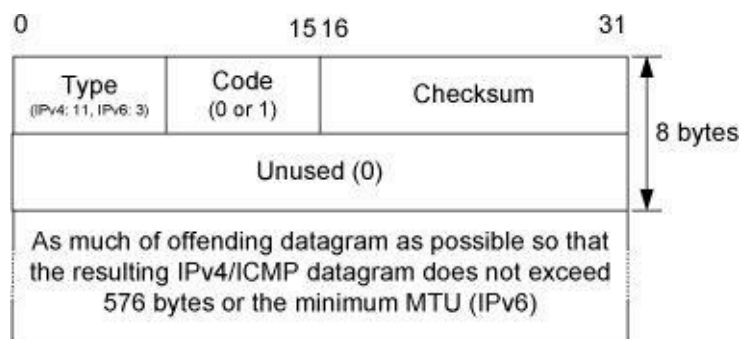 0 15 16 31
Type Code Checksum
(IPv4: 11, IPv6: 3) (0 or 1)
8 bytes
Unused (0)
As much of offending datagram as possible so that
the resulting IPv4/ICMP datagram does not exceed
576 bytes or the minimum MTU (IPv6)